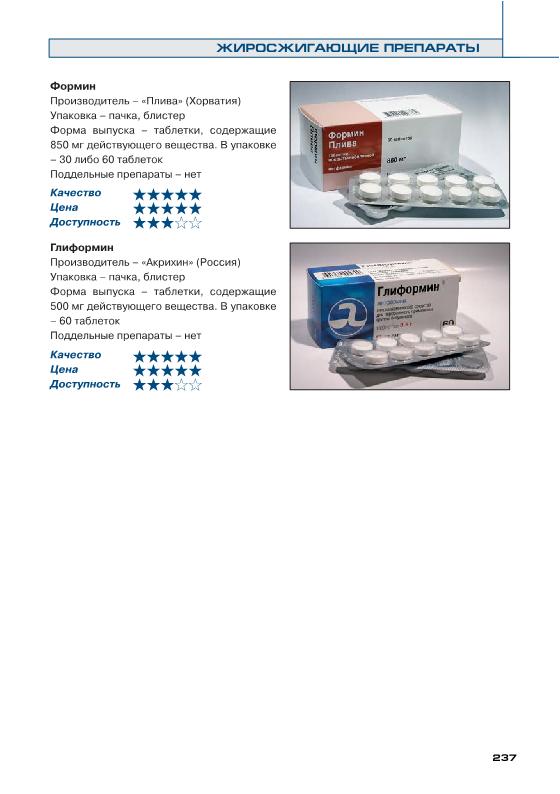 ЖИРОСЖИГАЮЩИЕ ПРЕПАРАТЫ
Формин
Производитель – «Плива» (Хорватия)
Упаковка – пачка, блистер
Форма выпуска – таблетки, содержащие
850 мг действующего вещества. В упаковке
– 30 либо 60 таблеток
Поддельные препараты – нет
Качество
Цена
Доступность
Формин
Плива
850 мг
Глиформин
Производитель – «Акрихин» (Россия)
Упаковка – пачка, блистер
Форма выпуска – таблетки, содержащие
500 мг действующего вещества. В упаковке
– 60 таблеток
Поддельные препараты – нет
Качество
Цена
Доступность
Глиформин
60
237